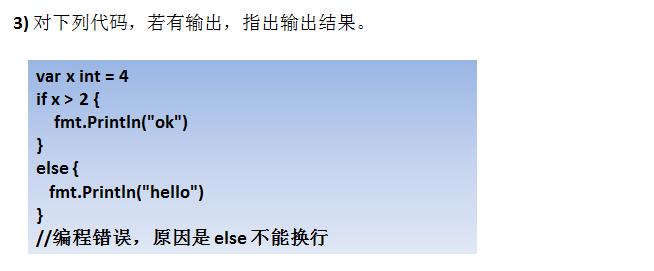 3) 对下列代码，若有输出，指出输出结果。
var x int = 4
if x > 2 {
fmt.Println("ok")
}
else {
fmt.Println("hello")
}
//编程错误，原因是 else 不能换行